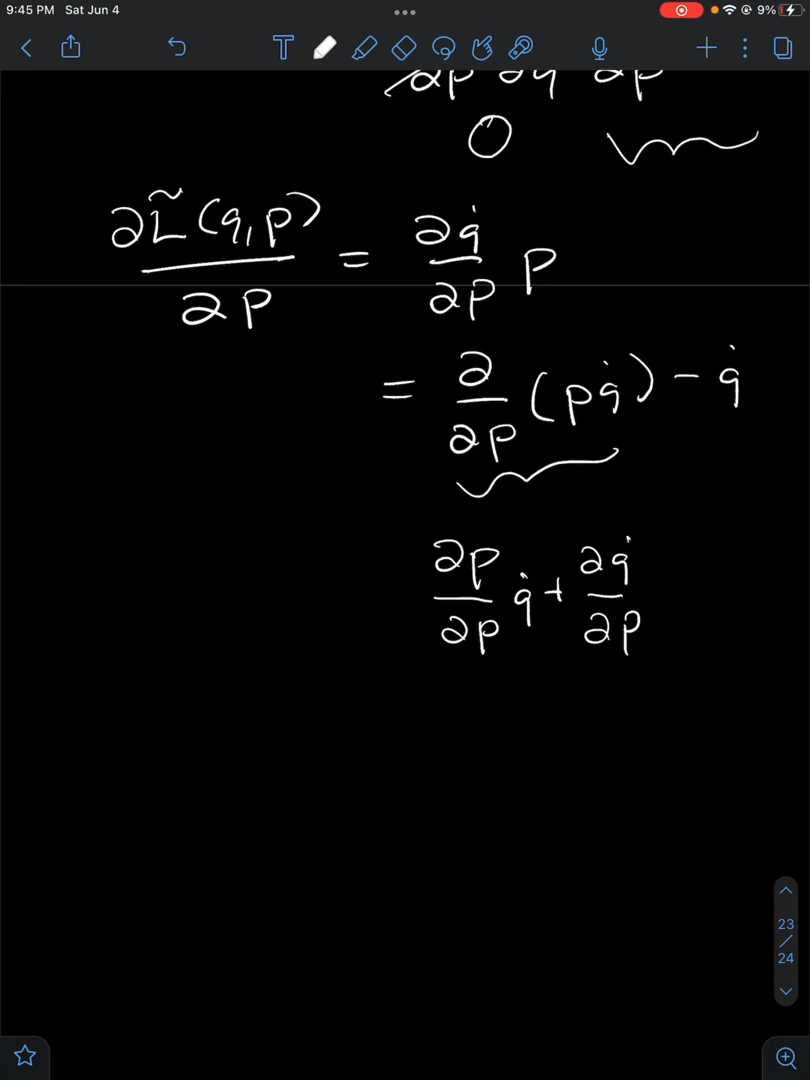 9:45 PM Sat Jun 4
9%
T
∂p ∂q ∂p
0
∂L̃(q,p)/∂p = ∂q̇/∂p p
= ∂/∂p (pq̇) - q̇
∂p/∂p q̇ + ∂q̇/∂p
23
/
24